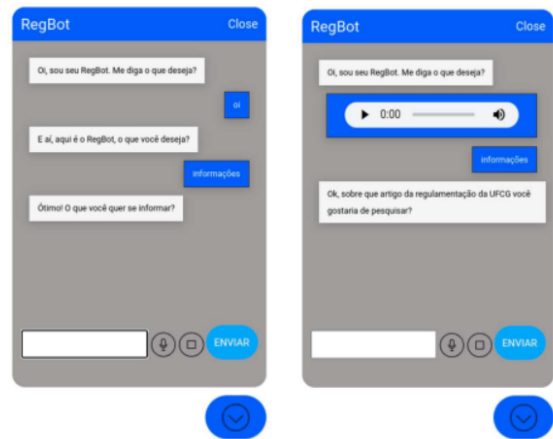 RegBot Close
Oi, sou seu RegBot. Me diga o que deseja?
oi
E aí, aqui é o RegBot, o que você deseja?
informações
Ótimo! O que você quer se informar?
ENVIAR
RegBot Close
Oi, sou seu RegBot. Me diga o que deseja?
0:00
informações
Ok, sobre que artigo da regulamentação da UFCG você
gostaria de pesquisar?
ENVIAR